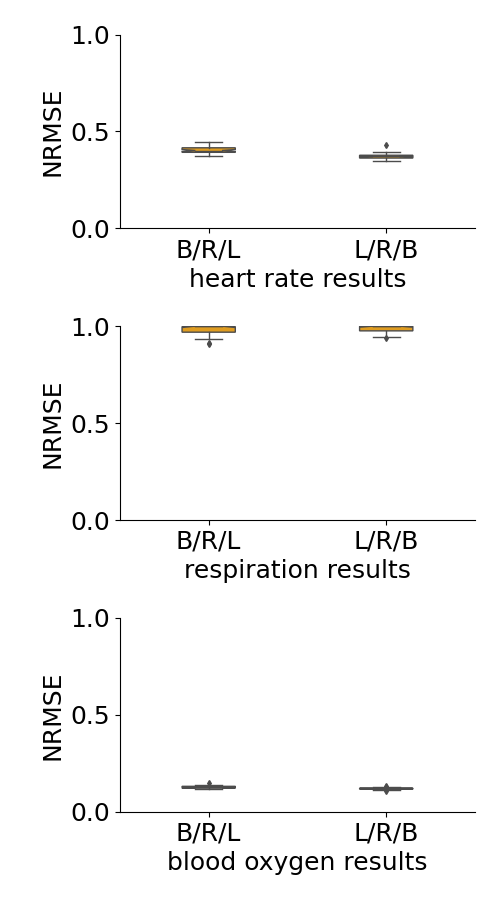 1.0
0.5
0.0
NRMSE
B/R/L L/R/B
heart rate results
1.0
0.5
0.0
NRMSE
B/R/L L/R/B
respiration results
1.0
0.5
0.0
NRMSE
B/R/L L/R/B
blood oxygen results